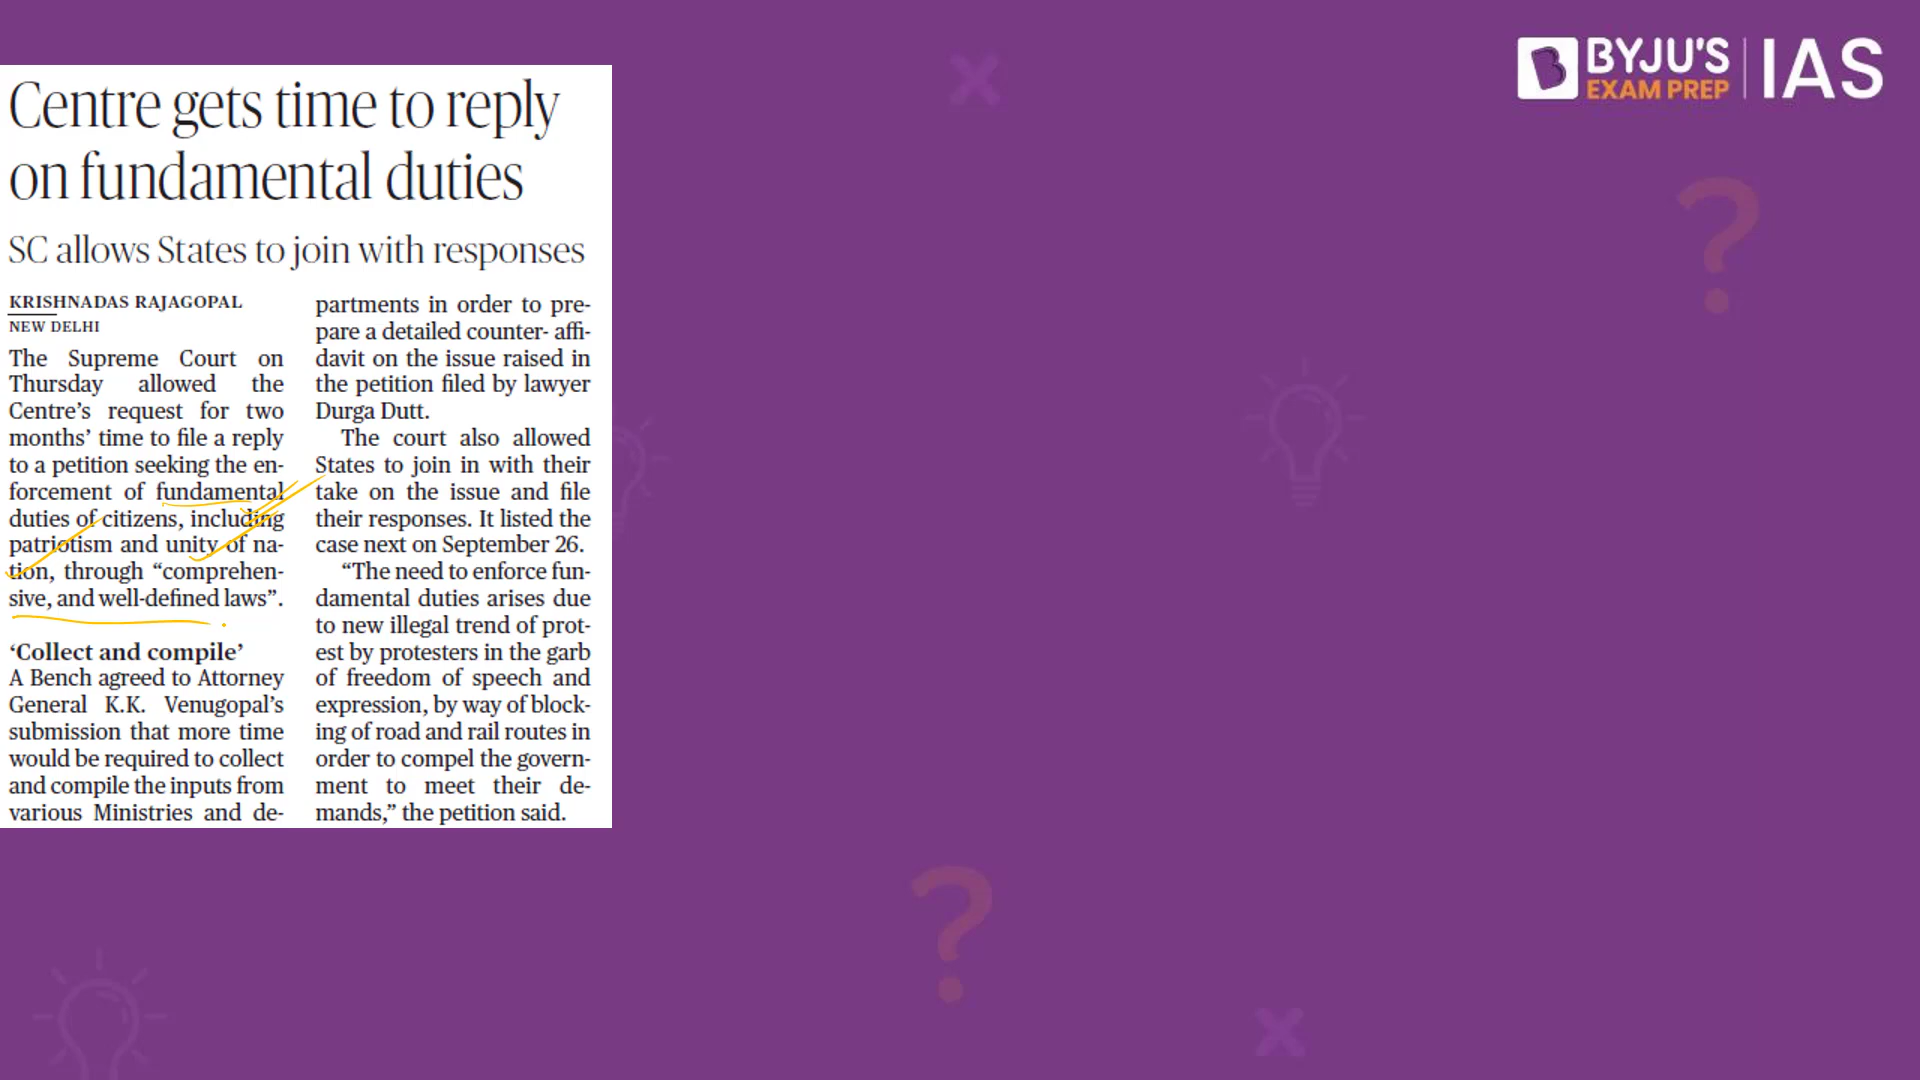 Centre gets time to reply
on fundamental duties
SC allows States to join with responses
KRISHNADAS RAJAGOPAL
NEW DELHI
The Supreme Court on
Thursday allowed the
Centre’s request for two
months’ time to file a reply
to a petition seeking the en-
forcement of fundamental
duties of citizens, including
patriotism and unity of na-
tion, through “comprehen-
sive, and well-defined laws”.
‘Collect and compile’
A Bench agreed to Attorney
General K.K. Venugopal’s
submission that more time
would be required to collect
and compile the inputs from
various Ministries and de-
partments in order to pre-
pare a detailed counter- affi-
davit on the issue raised in
the petition filed by lawyer
Durga Dutt.
The court also allowed
States to join in with their
take on the issue and file
their responses. It listed the
case next on September 26.
“The need to enforce fun-
damental duties arises due
to new illegal trend of prot-
est by protesters in the garb
of freedom of speech and
expression, by way of block-
ing of road and rail routes in
order to compel the govern-
ment to meet their de-
mands,” the petition said.
BYJU'S
EXAM PREP
IAS